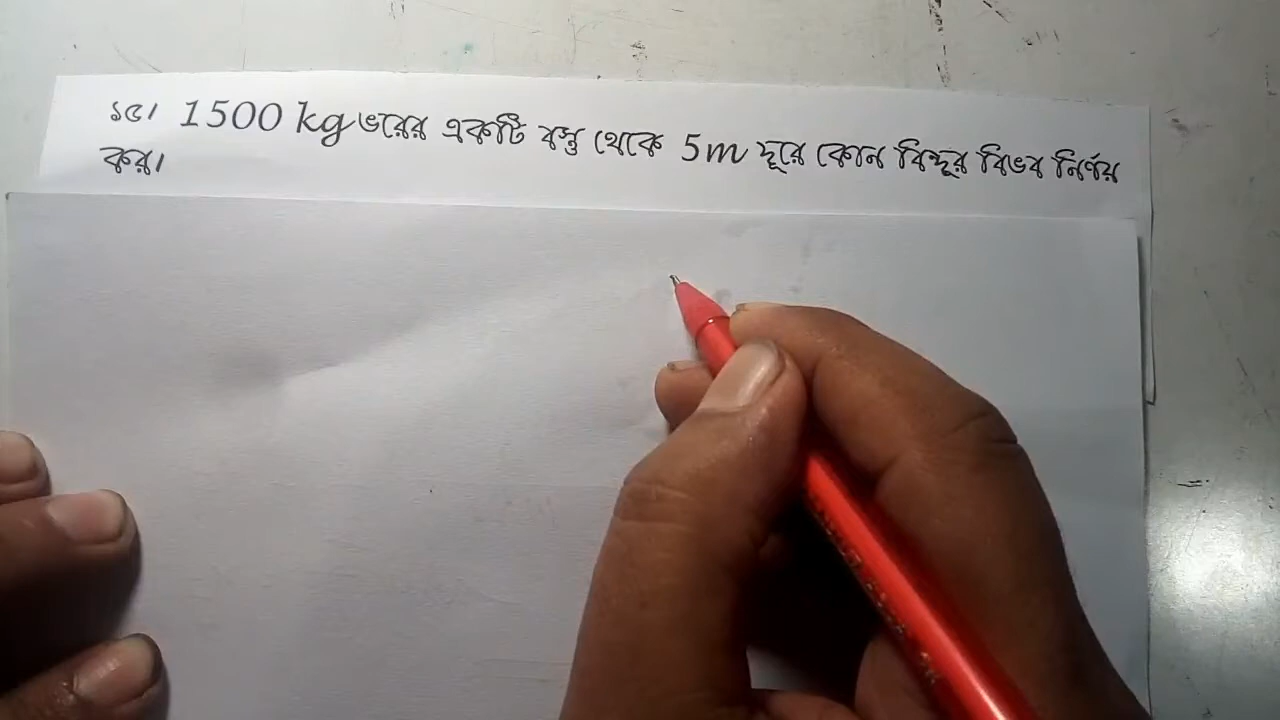 ১৫। 1500 kg ভরের একটি বস্তু থেকে 5m দূরে কোন বিন্দুর বিভব নির্ণয়
কর।